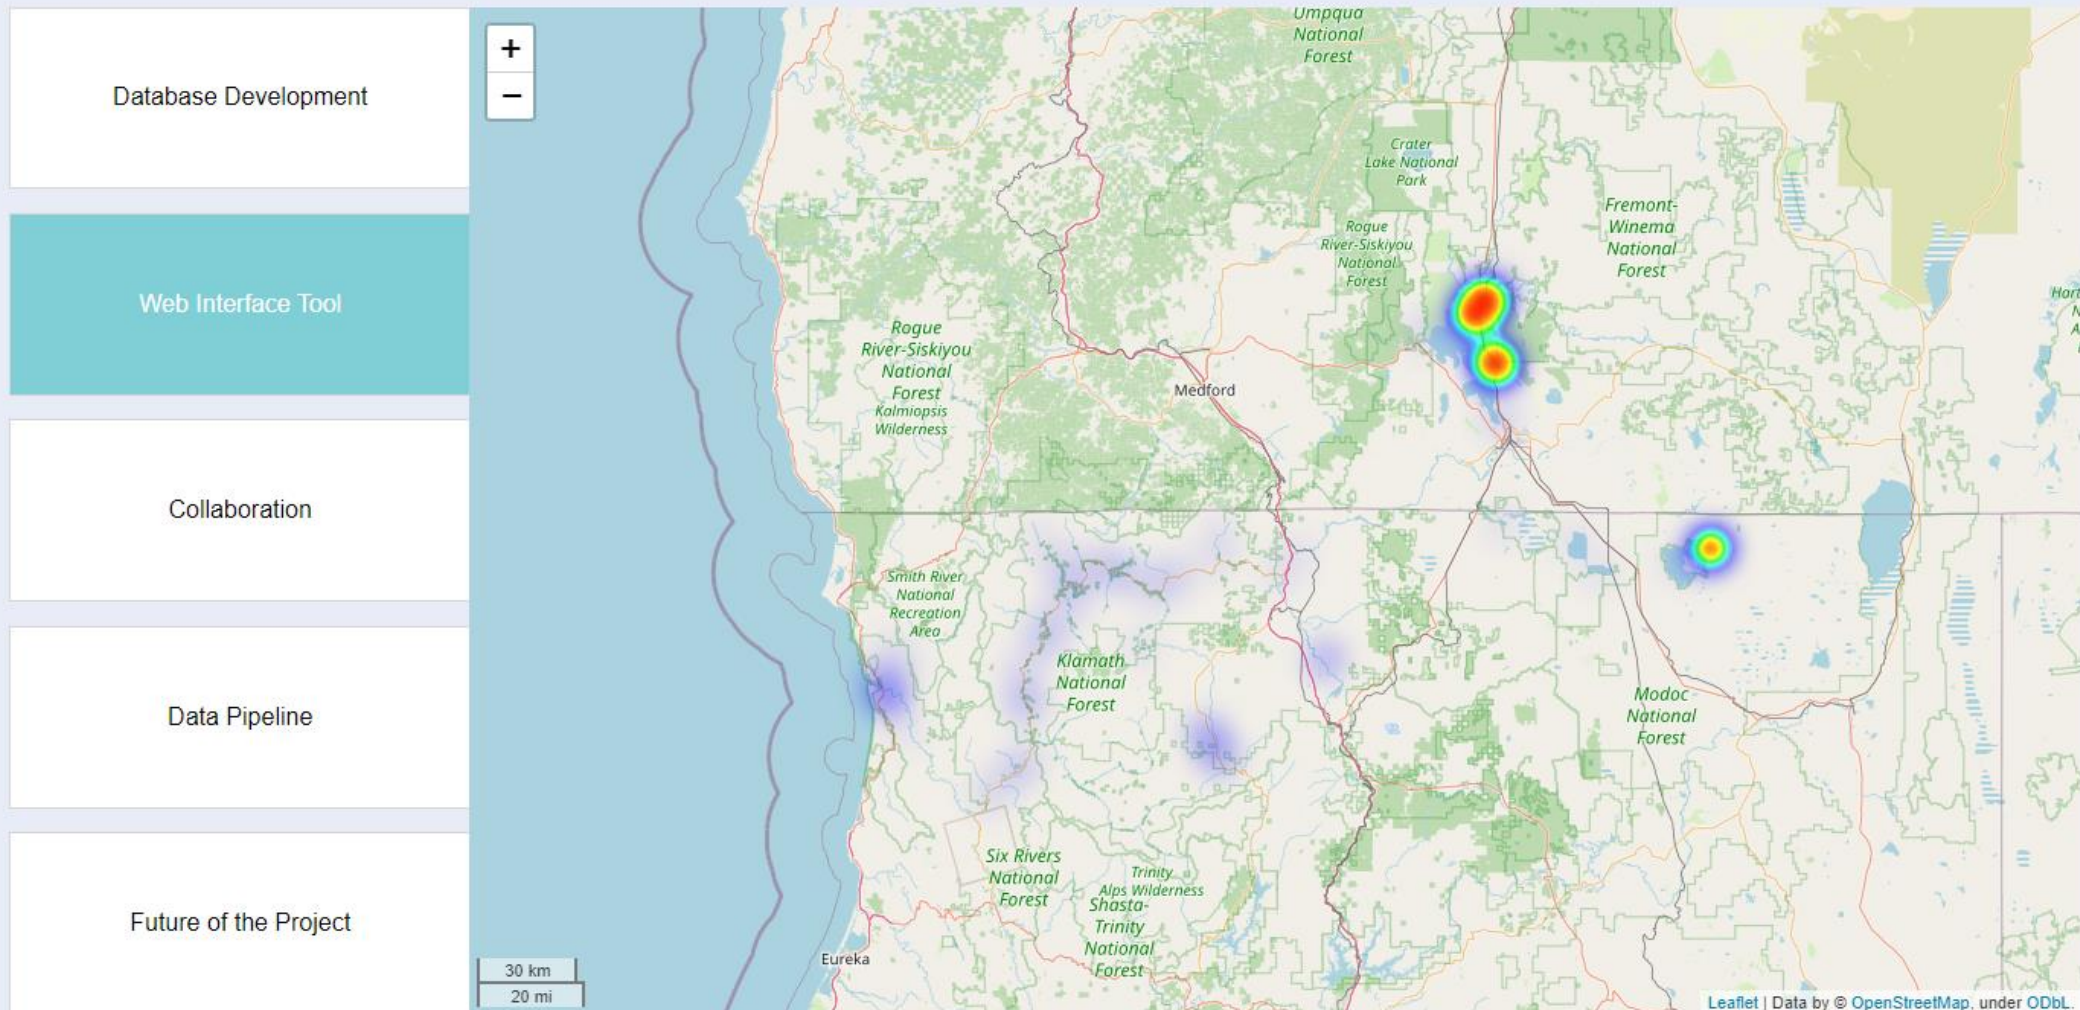 Database Development
Web Interface Tool
Collaboration
Data Pipeline
Future of the Project
+
−
Umpqua
National
Forest
Crater
Lake National
Park
Fremont-
Winema
National
Forest
Rogue
River-Siskiyou
National
Forest
Rogue
River-Siskiyou
National
Forest
Kalmiopsis
Wilderness
Medford
Smith River
National
Recreation
Area
Klamath
National
Forest
Modoc
National
Forest
Six Rivers
National
Forest
Trinity
Alps Wilderness
Shasta-
Trinity
National
Forest
Eureka
30 km
20 mi
Leaflet | Data by © OpenStreetMap, under ODbL.